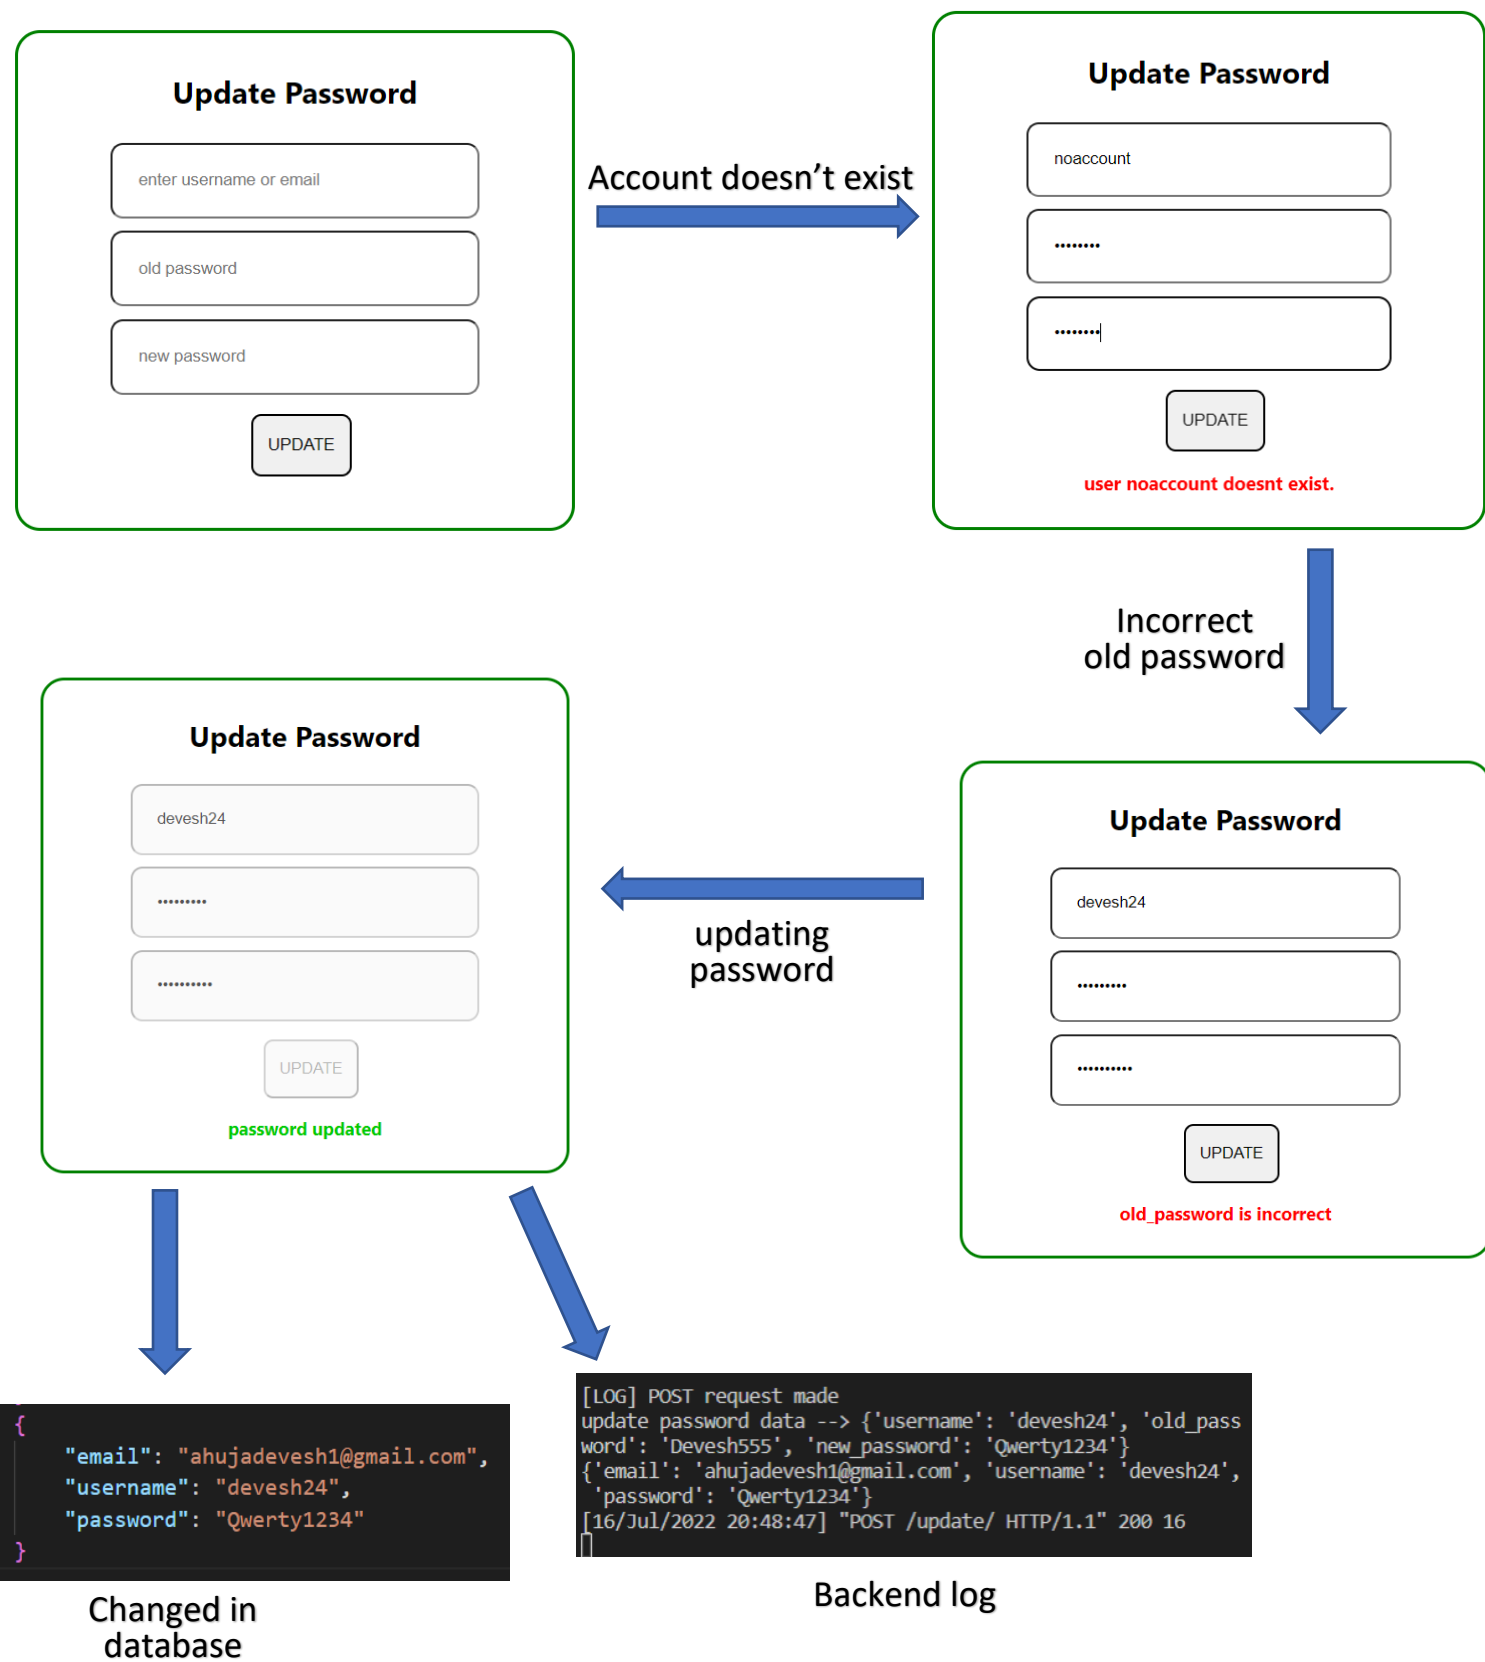 Update Password
enter username or email
old password
new password
UPDATE
Account doesn't exist
Update Password
noaccount
••••••••
••••••••
UPDATE
user noaccount doesnt exist.
Incorrect
old password
Update Password
devesh24
•••••••••
••••••••••
UPDATE
old_password is incorrect
updating
password
Update Password
devesh24
•••••••••
••••••••••
UPDATE
password updated
{
"email": "ahujadevesh1@gmail.com",
"username": "devesh24",
"password": "Qwerty1234"
}
Changed in
database
[LOG] POST request made
update password data --> {'username': 'devesh24', 'old_pass
word': 'Devesh555', 'new_password': 'Qwerty1234'}
{'email': 'ahujadevesh1@gmail.com', 'username': 'devesh24',
'password': 'Qwerty1234'}
[16/Jul/2022 20:48:47] "POST /update/ HTTP/1.1" 200 16
Backend log